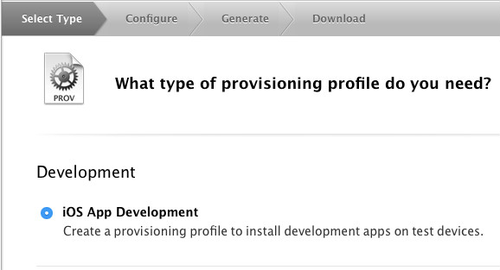 Select Type Configure Generate Download
PROV
What type of provisioning profile do you need?
Development
iOS App Development
Create a provisioning profile to install development apps on test devices.